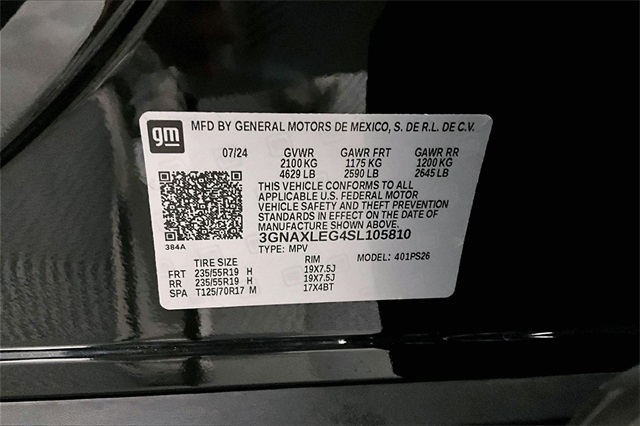 gm MFD BY GENERAL MOTORS DE MEXICO, S. DE R.L. DE C.V.
07/24 GVWR GAWR FRT GAWR RR
2100 KG 1175 KG 1200 KG
4629 LB 2590 LB 2645 LB
THIS VEHICLE CONFORMS TO ALL
APPLICABLE U.S. FEDERAL MOTOR
VEHICLE SAFETY AND THEFT PREVENTION
STANDARDS IN EFFECT ON THE DATE OF
MANUFACTURE SHOWN ABOVE.
384A 3GNAXLEG4SL105810
TYPE: MPV MODEL: 401PS26
TIRE SIZE RIM
FRT 235/55R19 H 19X7.5J
RR 235/55R19 H 19X7.5J
SPA T125/70R17 M 17X4BT